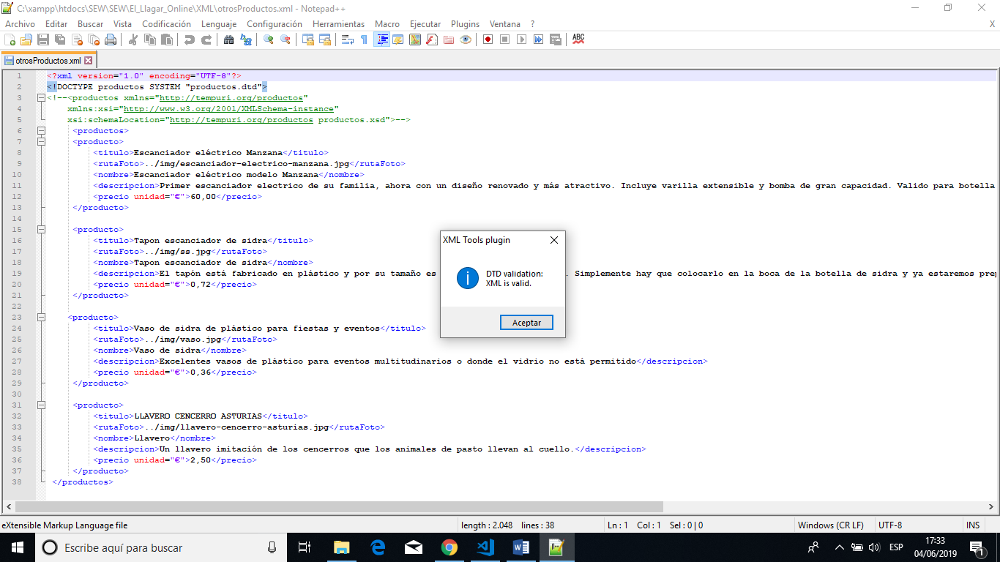 C:\xampp\htdocs\SEW\SEW\El_Llagar_Online\XML\otrosProductos.xml - Notepad++
Archivo Editar Buscar Vista Codificación Lenguaje Configuración Herramientas Macro Ejecutar Plugins Ventana ? X
ABC
otrosProductos.xml
1 <?xml version="1.0" encoding="UTF-8"?>
2 <!DOCTYPE productos SYSTEM "productos.dtd">
3 <!--<productos xmlns="http://tempuri.org/productos"
4 xmlns:xsi="http://www.w3.org/2001/XMLSchema-instance"
5 xsi:schemaLocation="http://tempuri.org/productos productos.xsd">-->
6 <productos>
7 <producto>
8 <titulo>Escanciador eléctrico Manzana</titulo>
9 <rutaFoto>../img/escanciador-electrico-manzana.jpg</rutaFoto>
10 <nombre>Escanciador eléctrico modelo Manzana</nombre>
11 <descripcion>Primer escanciador electrico de su familia, ahora con un diseño renovado y más atractivo. Incluye varilla extensible y bomba de gran capacidad. Valido para botella
12 <precio unidad="€">60,00</precio>
13 </producto>
14
15 <producto>
16 <titulo>Tapon escanciador de sidra</titulo>
17 <rutaFoto>../img/ss.jpg</rutaFoto>
18 <nombre>Tapon escanciador de sidra</nombre>
19 <descripcion>El tapón está fabricado en plástico y por su tamaño es . Simplemente hay que colocarlo en la boca de la botella de sidra y ya estaremos prep
20 <precio unidad="€">0,72</precio>
21 </producto>
22
23 <producto>
24 <titulo>Vaso de sidra de plástico para fiestas y eventos</titulo>
25 <rutaFoto>../img/vaso.jpg</rutaFoto>
26 <nombre>Vaso de sidra</nombre>
27 <descripcion>Excelentes vasos de plástico para eventos multitudinarios o donde el vidrio no está permitido</descripcion>
28 <precio unidad="€">0,36</precio>
29 </producto>
30
31 <producto>
32 <titulo>LLAVERO CENCERRO ASTURIAS</titulo>
33 <rutaFoto>../img/llavero-cencerro-asturias.jpg</rutaFoto>
34 <nombre>Llavero</nombre>
35 <descripcion>Un llavero imitación de los cencerros que los animales de pasto llevan al cuello.</descripcion>
36 <precio unidad="€">2,50</precio>
37 </producto>
38 </productos>
XML Tools plugin
DTD validation:
XML is valid.
Aceptar
eXtensible Markup Language file length : 2.048 lines : 38 Ln : 1 Col : 1 Sel : 0 | 0 Windows (CR LF) UTF-8 INS
Escribe aquí para buscar
ESP
17:33
04/06/2019
1